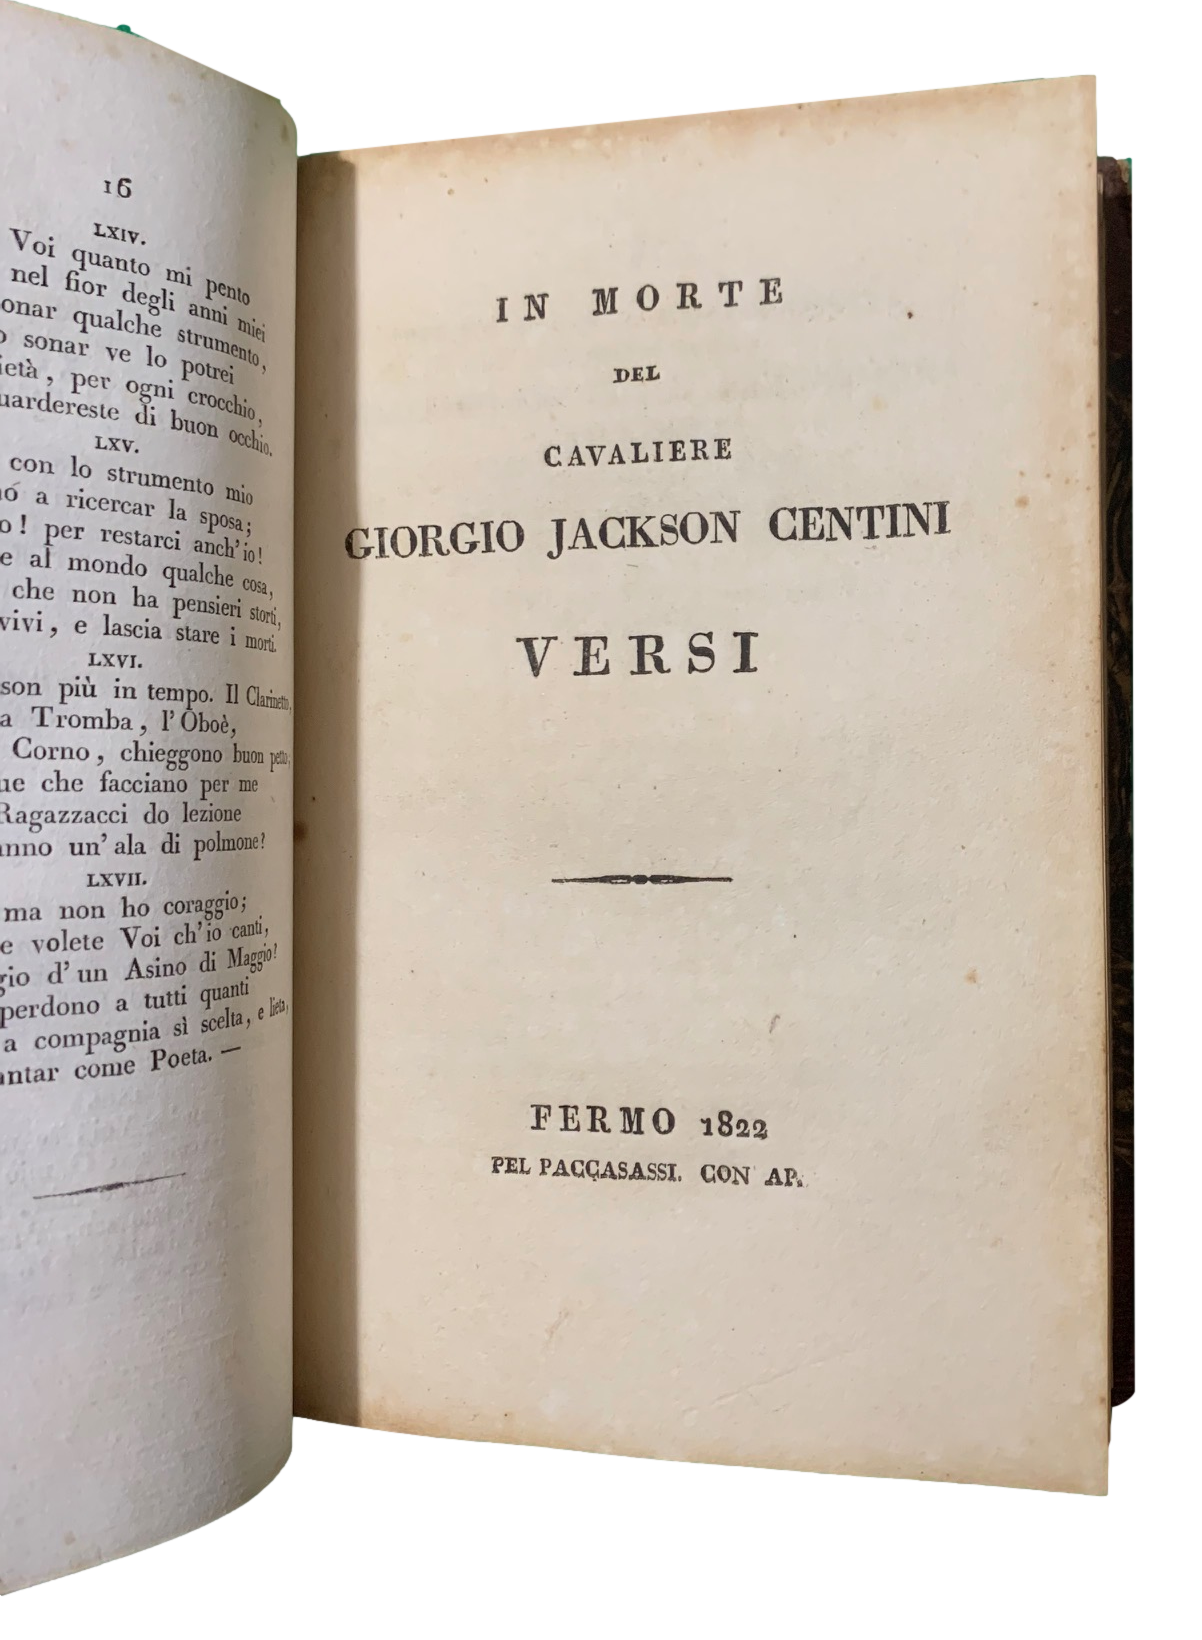 16
LXIV.
Voi quanto mi pento
nel fior degli anni miei
sonar qualche strumento,
sonar ve lo potrei
per ogni crocchio,
guardereste di buon occhio.
LXV.
con lo strumento mio
a ricercar la sposa;
! per restarci anch'io!
e al mondo qualche cosa,
che non ha pensieri storti,
vivi, e lascia stare i morti.
LXVI.
son più in tempo. Il Clarinetto,
a Tromba, l'Oboè,
Corno, chieggono buon petto;
che facciano per me
Ragazzacci do lezione
un'ala di polmone?
LXVII.
ma non ho coraggio;
e volete Voi ch'io canti,
d'un Asino di Maggio?
perdono a tutti quanti
a compagnia sì scelta, e lieta,
cantar come Poeta. —
IN MORTE
DEL
CAVALIERE
GIORGIO JACKSON CENTINI
VERSI
FERMO 1822
PEL PACCASASSI. CON AP.